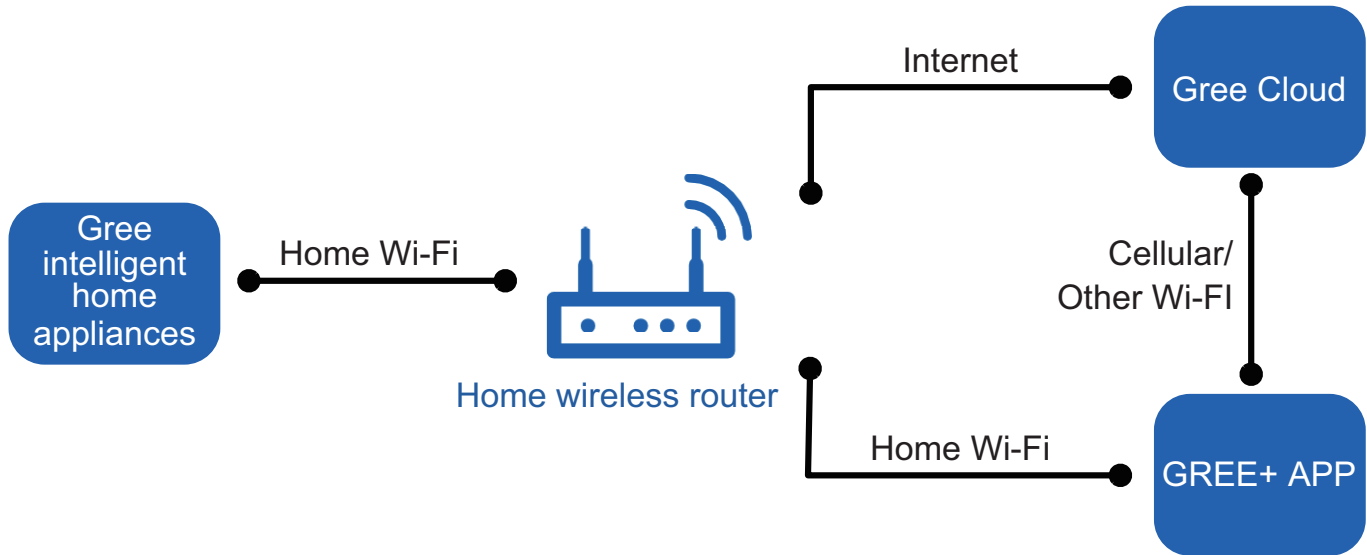 Internet
Gree Cloud
Gree
intelligent
home
appliances
Home Wi-Fi
Cellular/
Other Wi-FI
Home wireless router
Home Wi-Fi
GREE+ APP